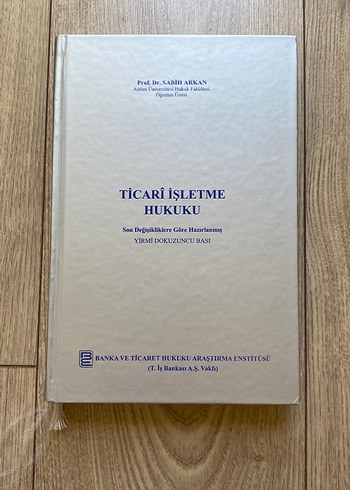 Prof. Dr. SABİH ARKAN
Atılım Üniversitesi Hukuk Fakültesi
Öğretim Üyesi
TİCARÎ İŞLETME
HUKUKU
Son Değişikliklere Göre Hazırlanmış
YİRMİ DOKUZUNCU BASI
BANKA VE TİCARET HUKUKU ARAŞTIRMA ENSTİTÜSÜ
(T. İş Bankası A.Ş. Vakfı)